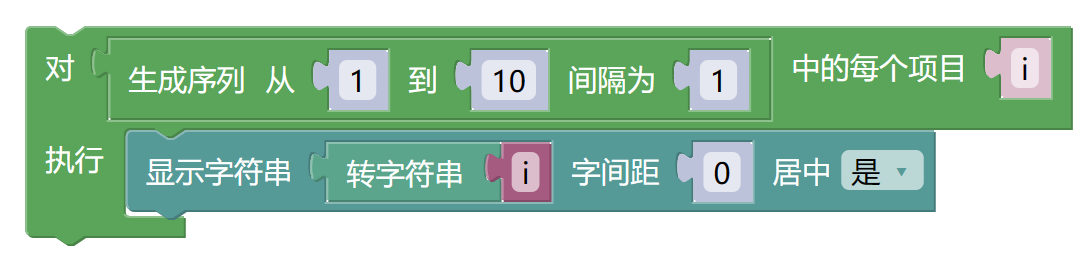 对 生成序列 从 1 到 10 间隔为 1 中的每个项目 i
执行 显示字符串 转字符串 i 字间距 0 居中 是